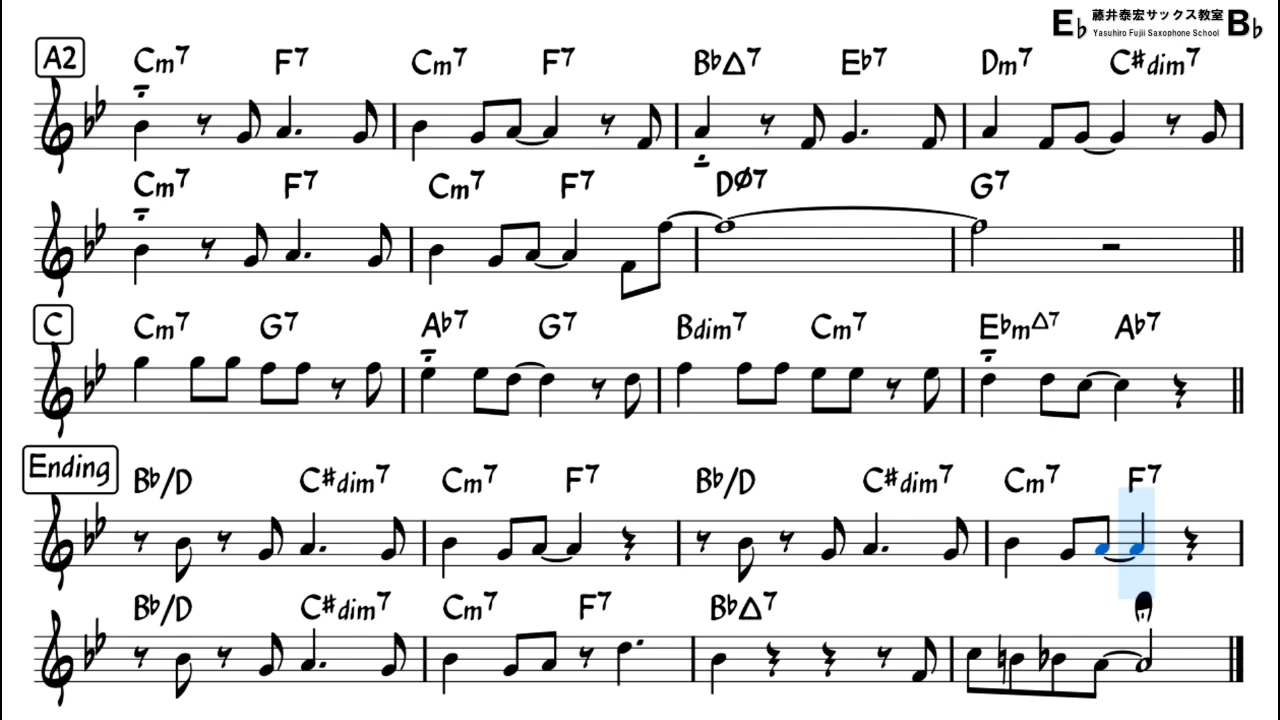 E♭ 藤井泰宏サックス教室 B♭
Yasuhiro Fujii Saxophone School
A2 Cm7 F7 Cm7 F7 B♭△7 E♭7 Dm7 C#dim7
Cm7 F7 Cm7 F7 DØ7 G7
C Cm7 G7 A♭7 G7 Bdim7 Cm7 E♭m△7 A♭7
Ending B♭/D C#dim7 Cm7 F7 B♭/D C#dim7 Cm7 F7
B♭/D C#dim7 Cm7 F7 B♭△7